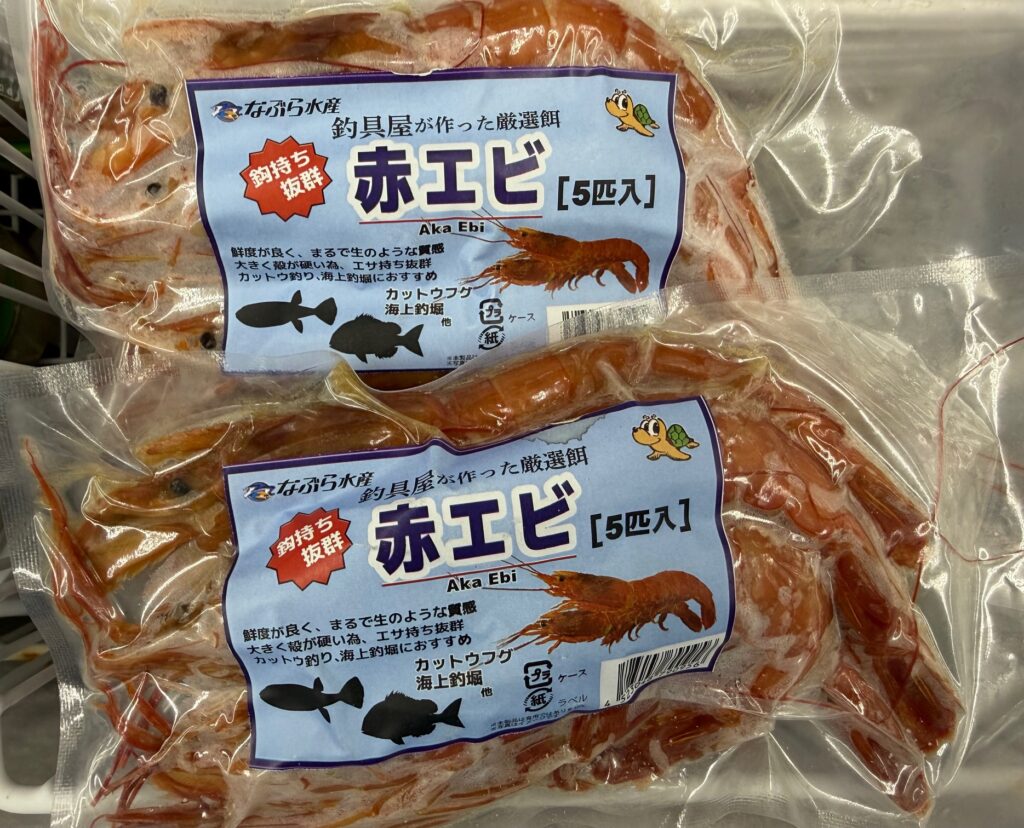 なぶら水産
釣具屋が作った厳選餌
鈎持ち
抜群
赤エビ
[5匹入]
Aka Ebi
鮮度が良く、まるで生のような質感
大きく殻が硬い為、エサ持ち抜群
カットウ釣り、海上釣堀におすすめ
カットウフグ
海上釣堀
他
プラ
ケース
紙
なぶら水産
釣具屋が作った厳選餌
鈎持ち
抜群
赤エビ
[5匹入]
Aka Ebi
鮮度が良く、まるで生のような質感
大きく殻が硬い為、エサ持ち抜群
カットウ釣り、海上釣堀におすすめ
カットウフグ
海上釣堀
他
プラ
ケース
紙
ラベル